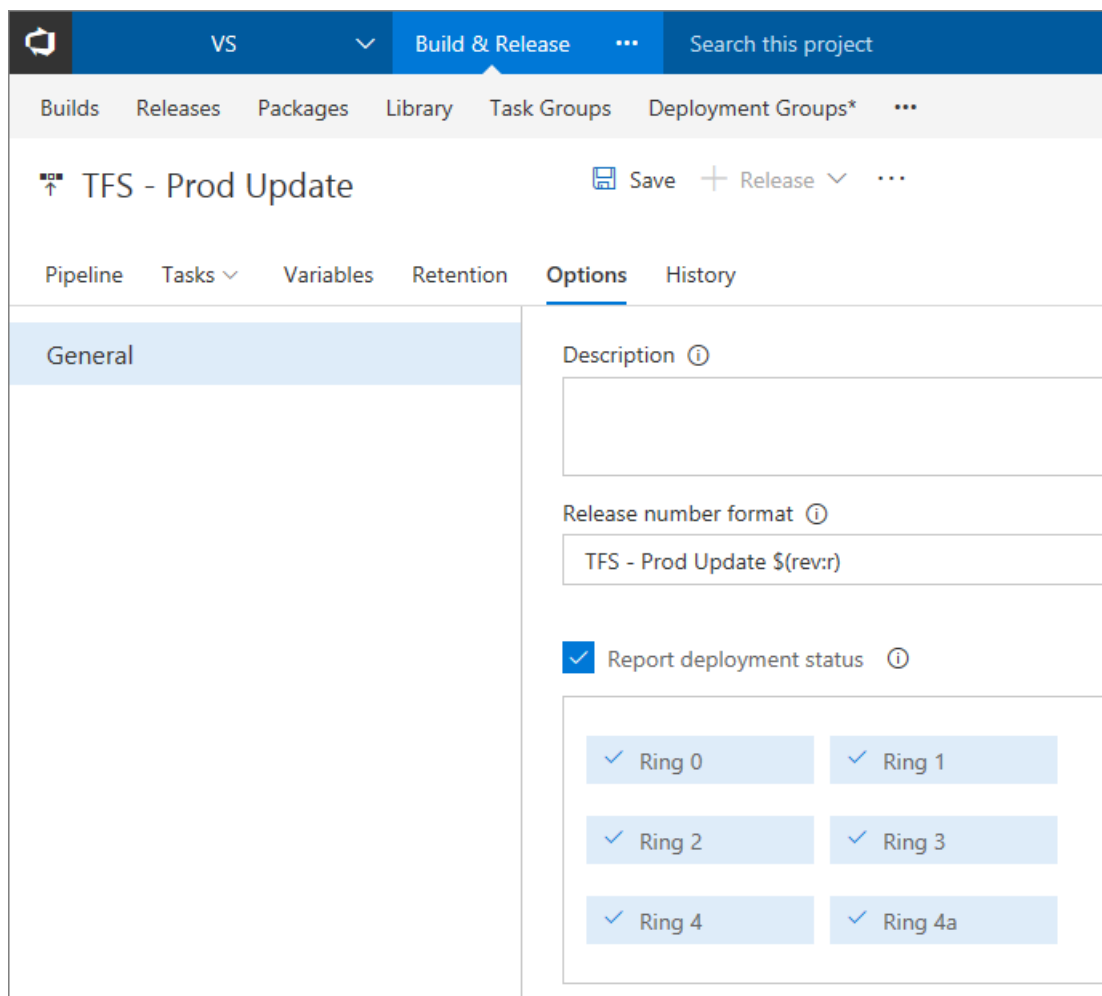 VS Build & Release ••• Search this project
Builds Releases Packages Library Task Groups Deployment Groups* •••
TFS - Prod Update Save + Release ...
Pipeline Tasks Variables Retention Options History
General
Description
Release number format
TFS - Prod Update $(rev:r)
Report deployment status
Ring 0 Ring 1
Ring 2 Ring 3
Ring 4 Ring 4a